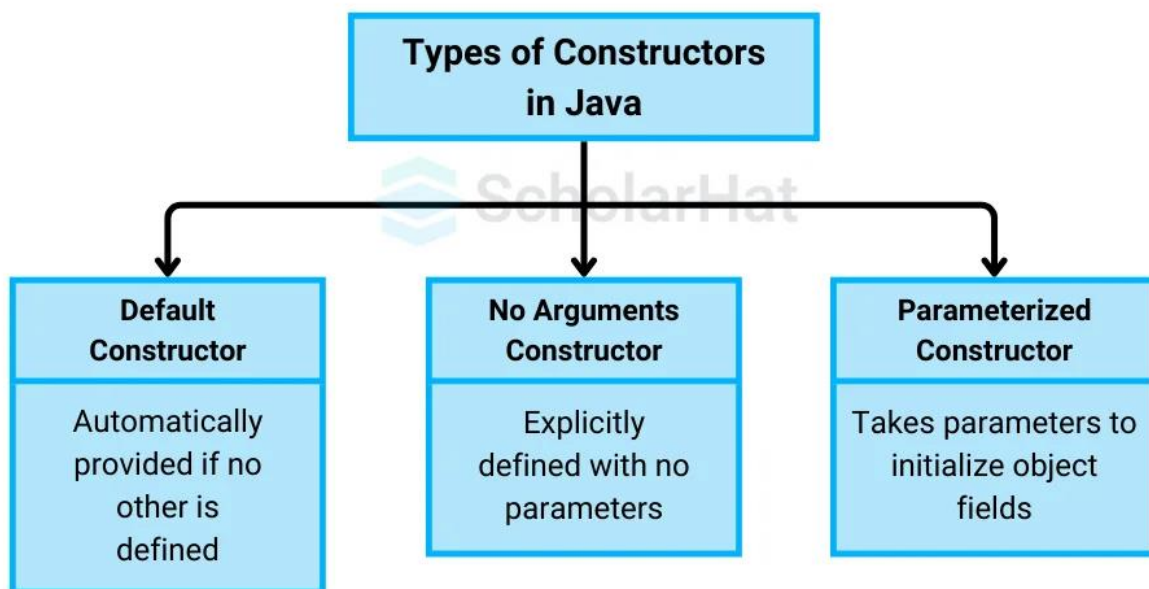 Types of Constructors
in Java
ScholarHat
Default
Constructor
Automatically
provided if no
other is
defined
No Arguments
Constructor
Explicitly
defined with no
parameters
Parameterized
Constructor
Takes parameters to
initialize object
fields